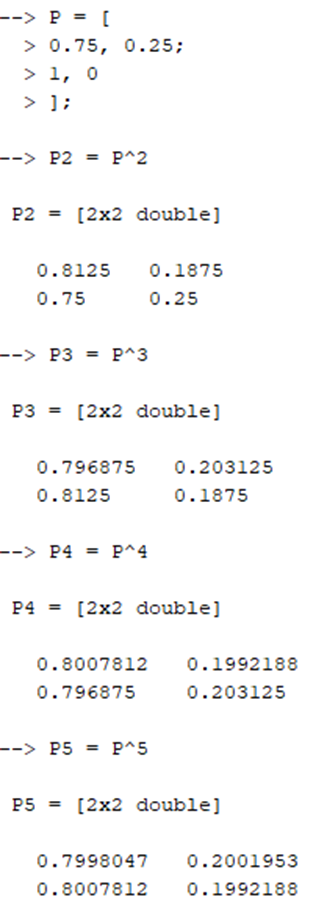 --> P = [
> 0.75, 0.25;
> 1, 0
> ];
--> P2 = P^2
P2 = [2x2 double]
0.8125 0.1875
0.75 0.25
--> P3 = P^3
P3 = [2x2 double]
0.796875 0.203125
0.8125 0.1875
--> P4 = P^4
P4 = [2x2 double]
0.8007812 0.1992188
0.796875 0.203125
--> P5 = P^5
P5 = [2x2 double]
0.7998047 0.2001953
0.8007812 0.1992188